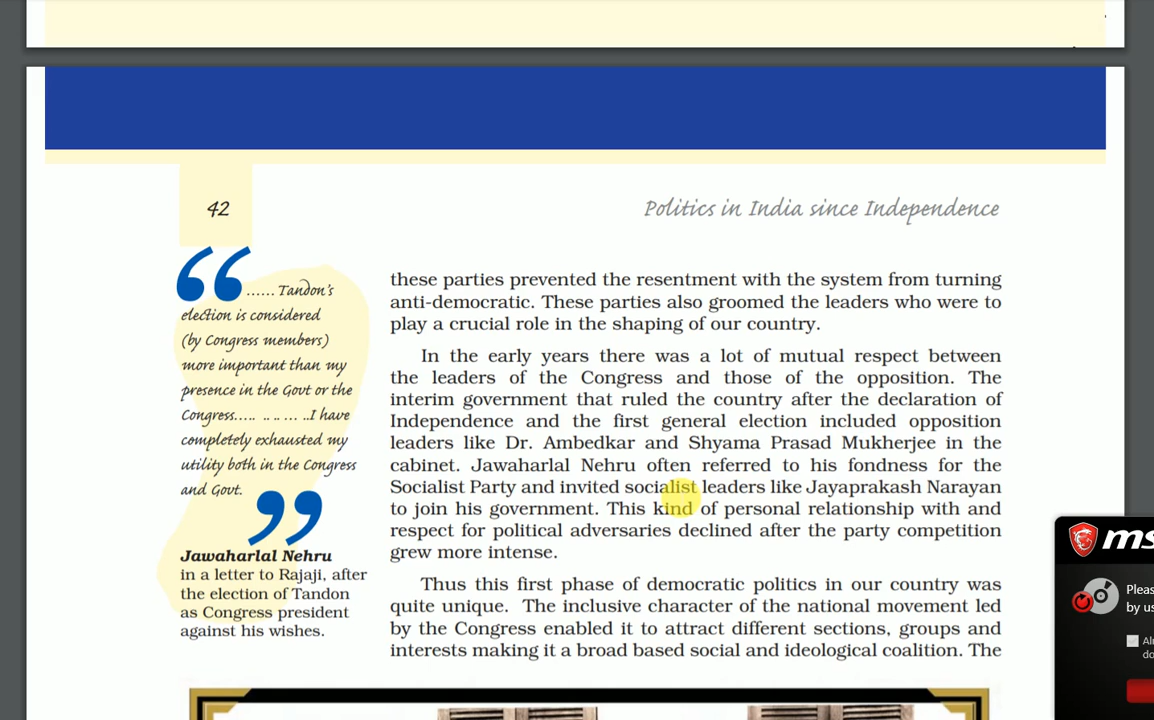 42
Politics in India since Independence
“
...... Tandon's
election is considered
(by Congress members)
more important than my
presence in the Govt or the
Congress..... .. .. ... ..I have
completely exhausted my
utility both in the Congress
and Govt.
”
Jawaharlal Nehru
in a letter to Rajaji, after
the election of Tandon
as Congress president
against his wishes.
these parties prevented the resentment with the system from turning
anti-democratic. These parties also groomed the leaders who were to
play a crucial role in the shaping of our country.
In the early years there was a lot of mutual respect between
the leaders of the Congress and those of the opposition. The
interim government that ruled the country after the declaration of
Independence and the first general election included opposition
leaders like Dr. Ambedkar and Shyama Prasad Mukherjee in the
cabinet. Jawaharlal Nehru often referred to his fondness for the
Socialist Party and invited socialist leaders like Jayaprakash Narayan
to join his government. This kind of personal relationship with and
respect for political adversaries declined after the party competition
grew more intense.
Thus this first phase of democratic politics in our country was
quite unique. The inclusive character of the national movement led
by the Congress enabled it to attract different sections, groups and
interests making it a broad based social and ideological coalition. The
ms
Pleas
by us
Al
do